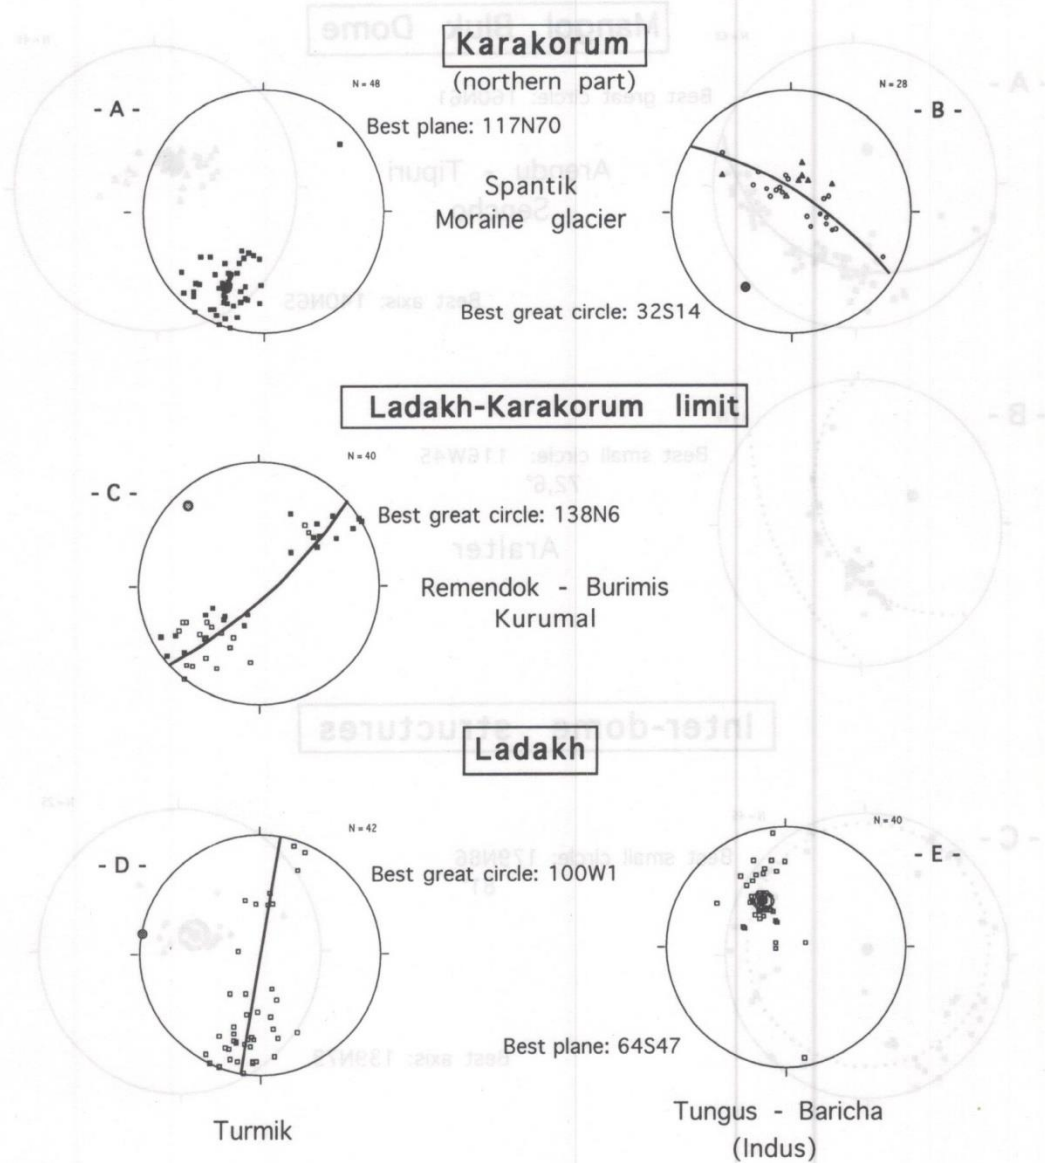 Karakorum
(northern part)
N = 48
- A -
Best plane: 117N70
N = 28
- B -
Spantik
Moraine glacier
Best great circle: 32S14
Ladakh-Karakorum limit
N = 40
- C -
Best great circle: 138N6
Remendok - Burimis
Kurumal
Ladakh
N = 42
- D -
Best great circle: 100W1
N = 40
- E -
Best plane: 64S47
Turmik
Tungus - Baricha
(Indus)